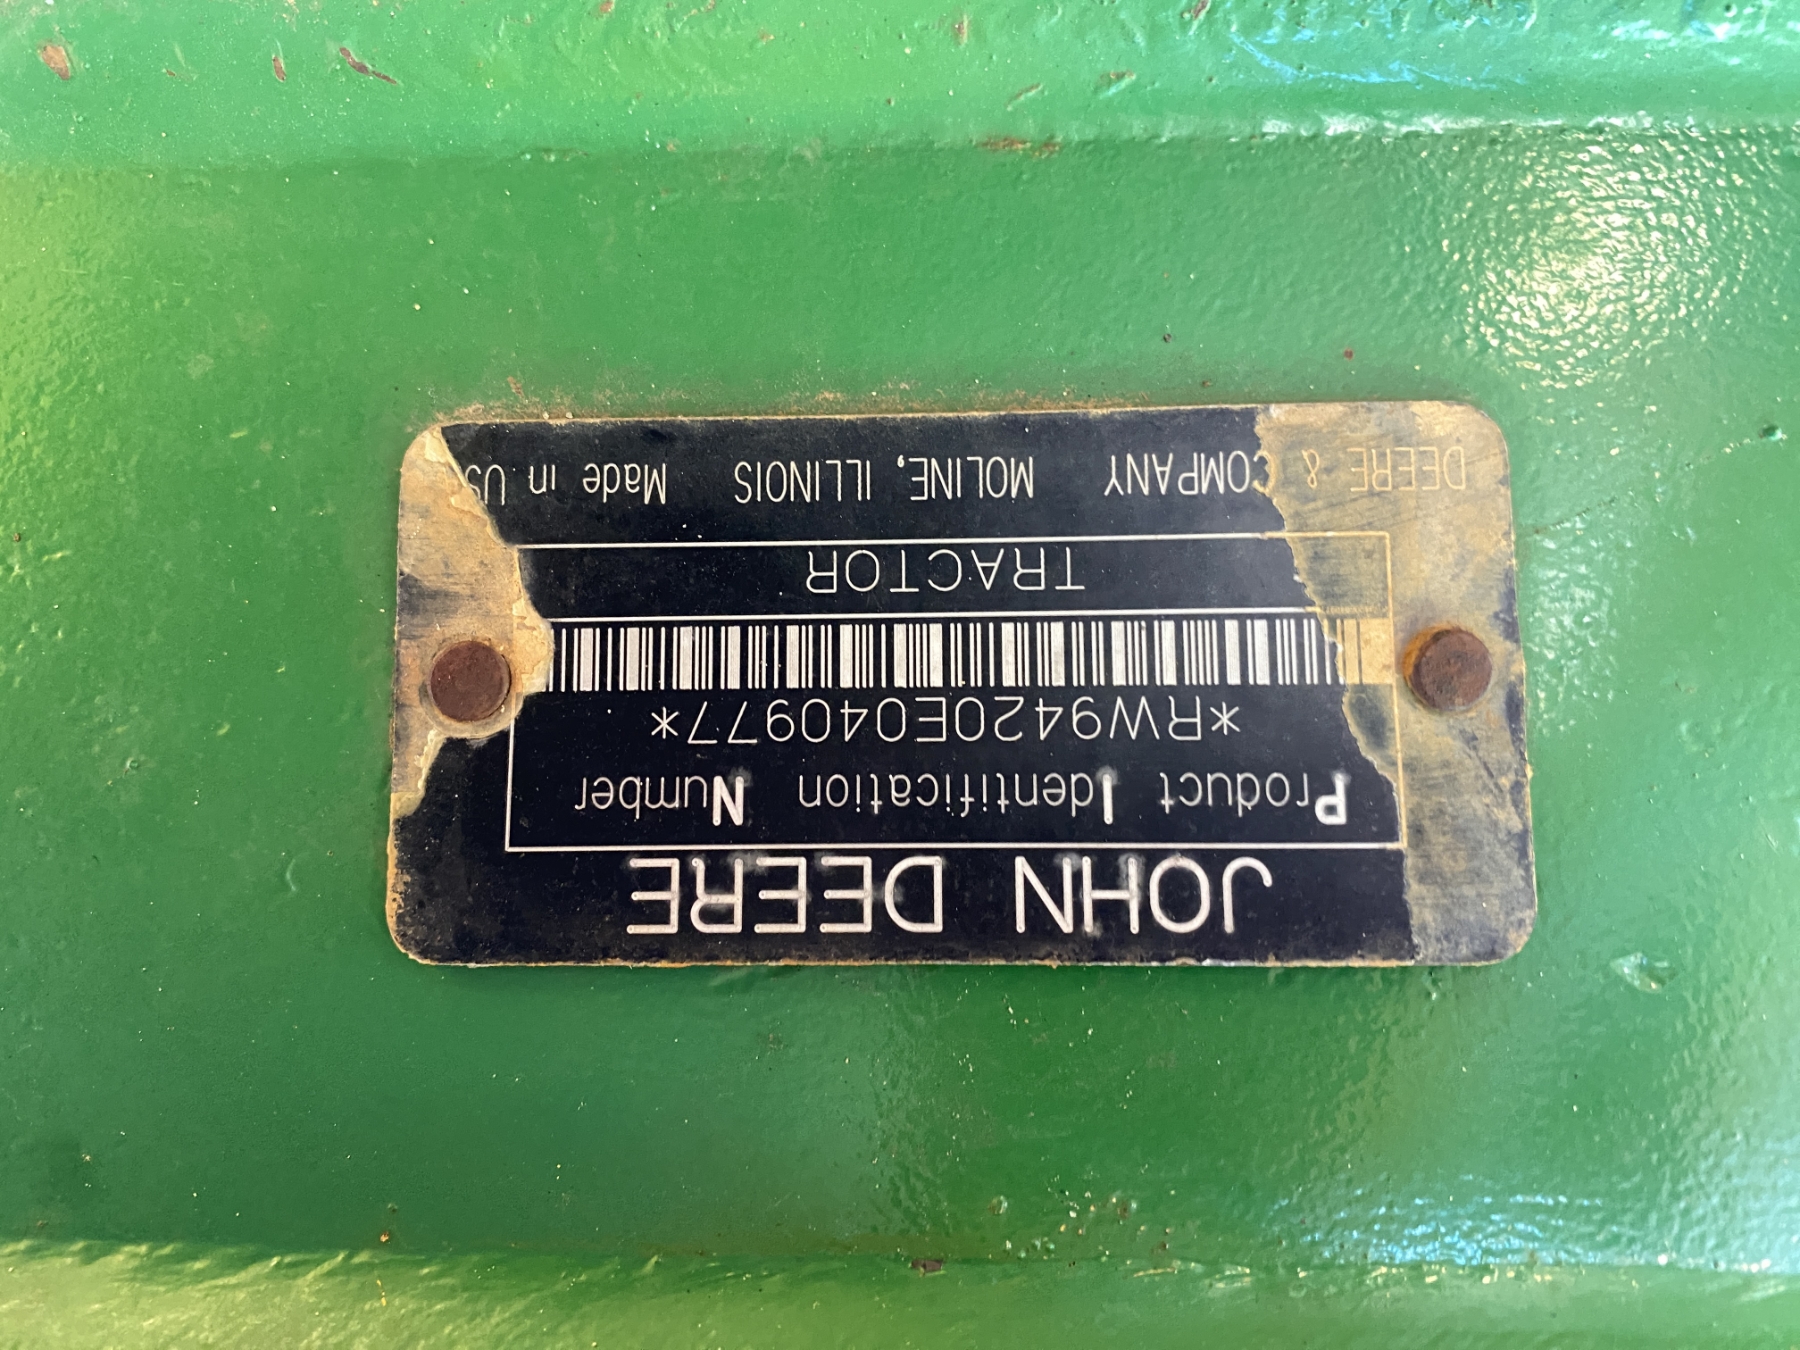 JOHN DEERE
Product Identification Number
*RW9420E040977*
TRACTOR
DEERE & COMPANY MOLINE, ILLINOIS Made in US